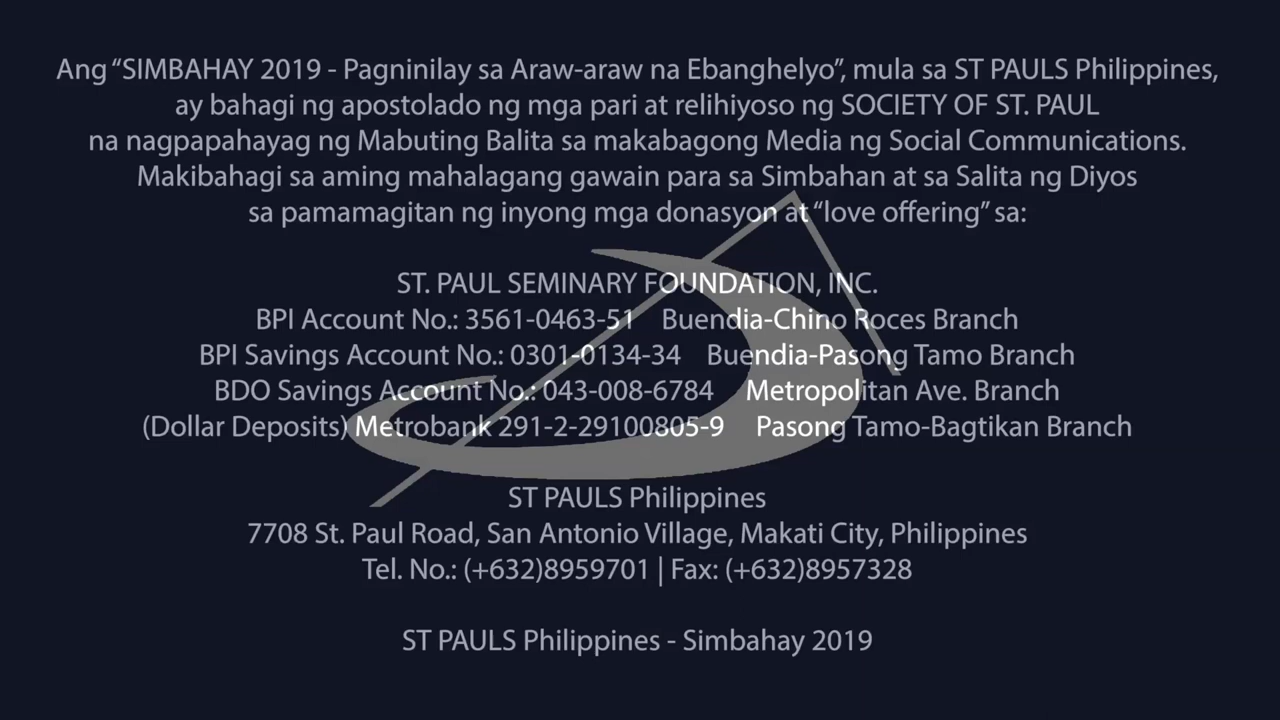 Ang “SIMBAHAY 2019 - Pagninilay sa Araw-araw na Ebanghelyo”, mula sa ST PAULS Philippines,
ay bahagi ng apostolado ng mga pari at relihiyoso ng SOCIETY OF ST. PAUL
na nagpapahayag ng Mabuting Balita sa makabagong Media ng Social Communications.
Makibahagi sa aming mahalagang gawain para sa Simbahan at sa Salita ng Diyos
sa pamamagitan ng inyong mga donasyon at “love offering” sa:
ST. PAUL SEMINARY FOUNDATION, INC.
BPI Account No.: 3561-0463-51 Buendia-Chino Roces Branch
BPI Savings Account No.: 0301-0134-34 Buendia-Pasong Tamo Branch
BDO Savings Account No.: 043-008-6784 Metropolitan Ave. Branch
(Dollar Deposits) Metrobank 291-2-29100805-9 Pasong Tamo-Bagtikan Branch
ST PAULS Philippines
7708 St. Paul Road, San Antonio Village, Makati City, Philippines
Tel. No.: (+632)8959701 | Fax: (+632)8957328
ST PAULS Philippines - Simbahay 2019